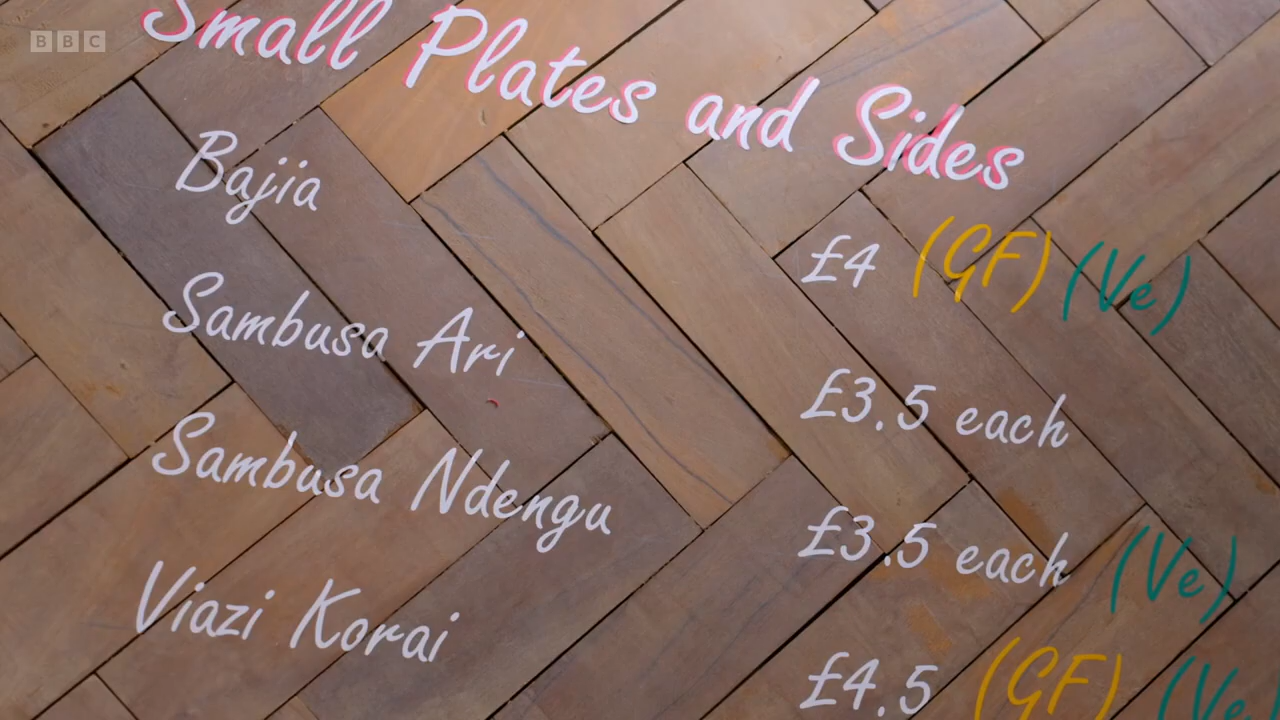 BBC
Small Plates and Sides
Bajia £4 (GF) (Ve)
Sambusa Ari £3.5 each
Sambusa Ndengu £3.5 each (Ve)
Viazi Korai £4.5 (GF) (Ve)